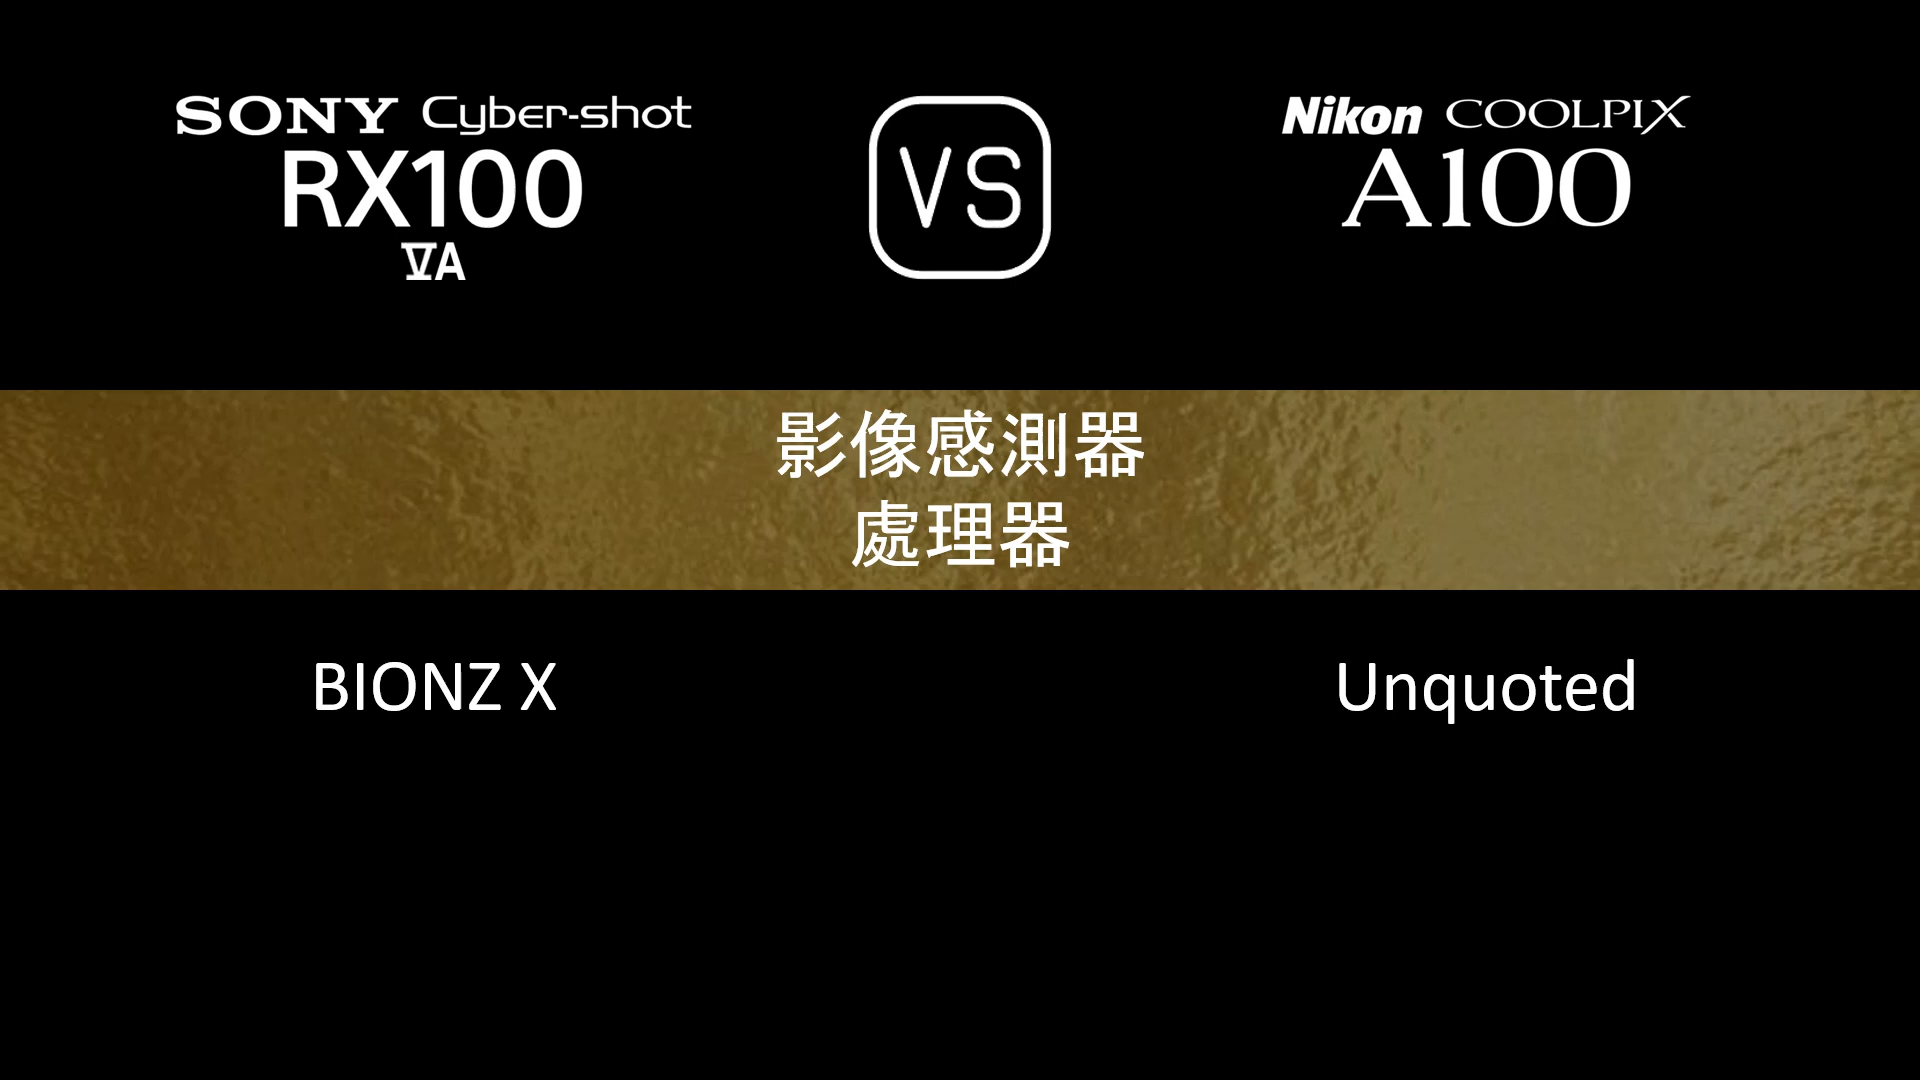 SONY Cyber-shot
RX100
VA
VS
Nikon COOLPIX
A100
影像感測器
處理器
BIONZ X
Unquoted